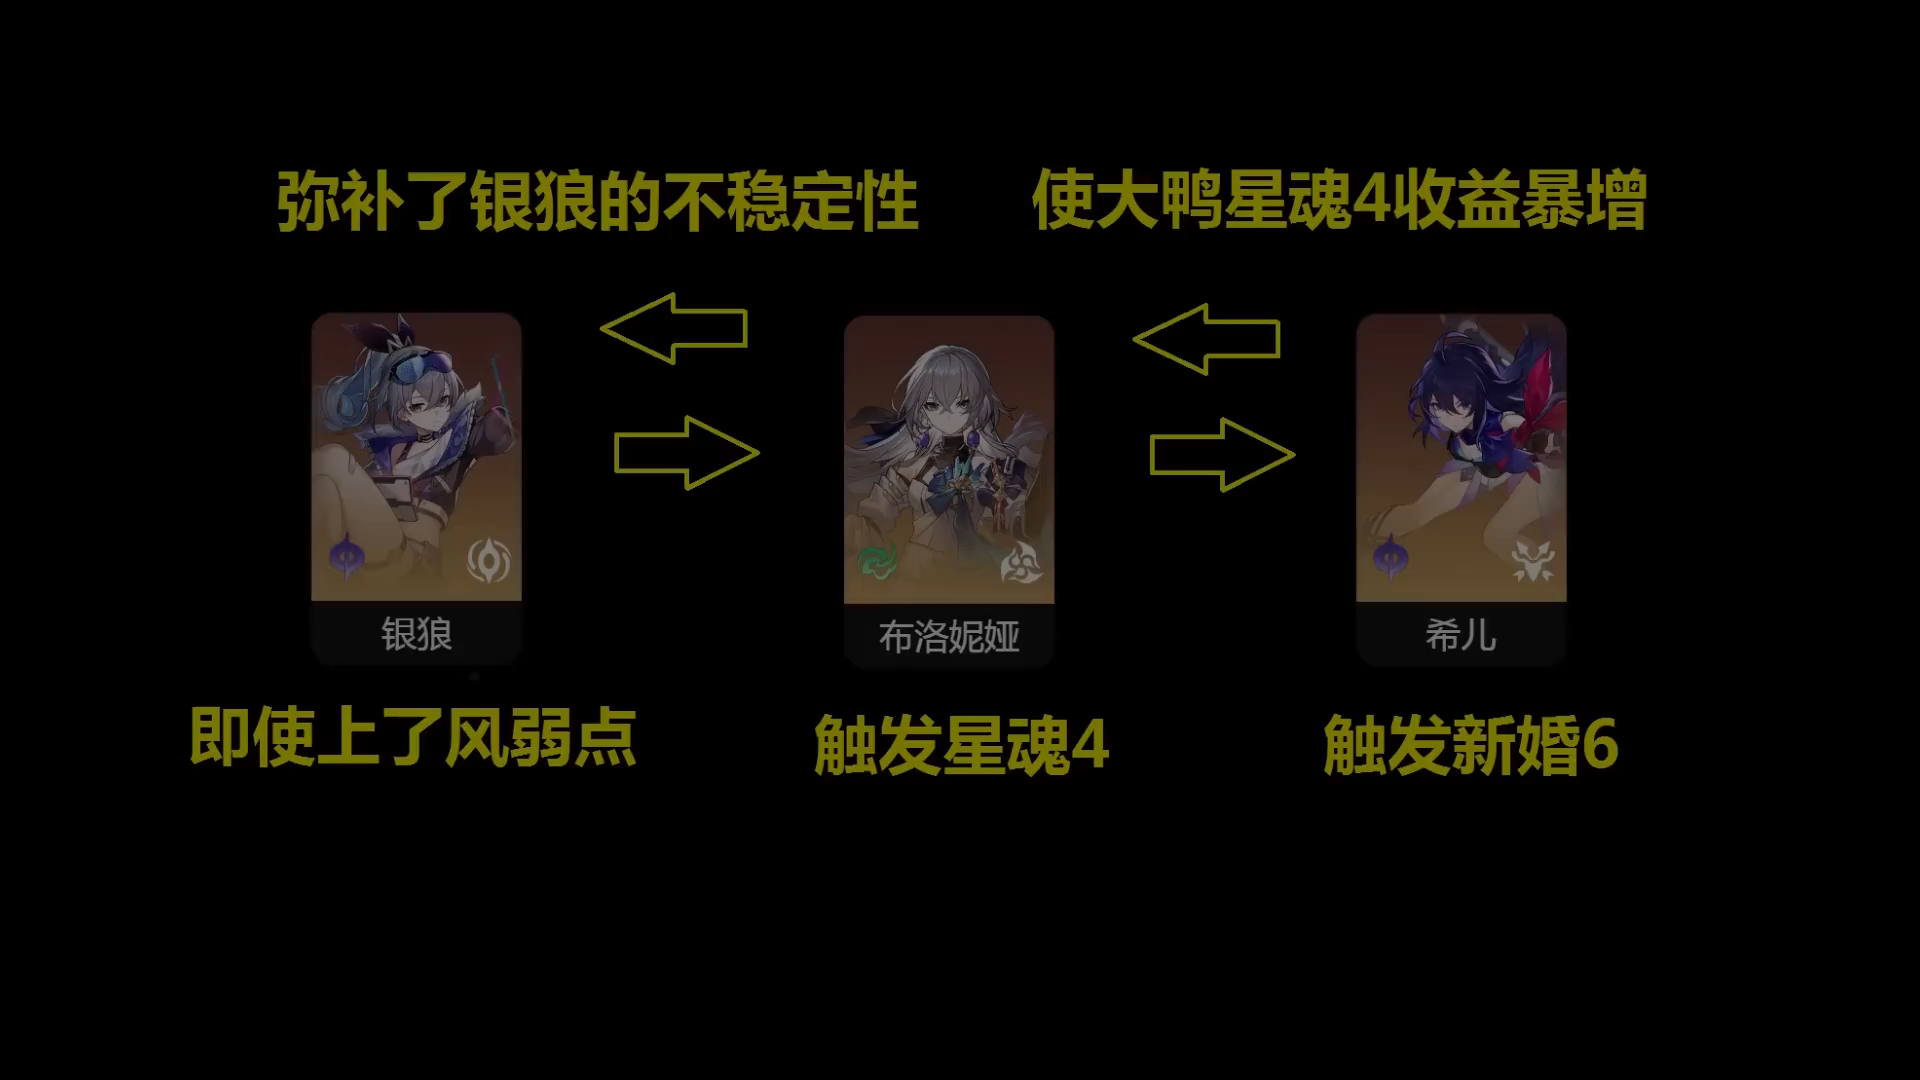 弥补了银狼的不稳定性
使大鸭星魂4收益暴增
银狼
布洛妮娅
希儿
即使上了风弱点
触发星魂4
触发新婚6